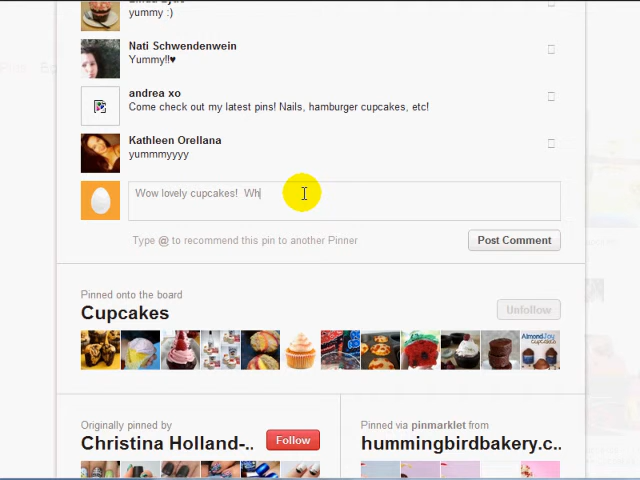 yummy :)
Nati Schwendenwein
Yummy!!♥
andrea xo
Come check out my latest pins! Nails, hamburger cupcakes, etc!
Kathleen Orellana
yummmyyyy
Wow lovely cupcakes!  Wh
Type @ to recommend this pin to another Pinner
Post Comment
Pinned onto the board
Cupcakes
Unfollow
AlmondJoy
cupcakes
Originally pinned by
Christina Holland-..
Follow
Pinned via pinmarklet from
hummingbirdbakery.c..